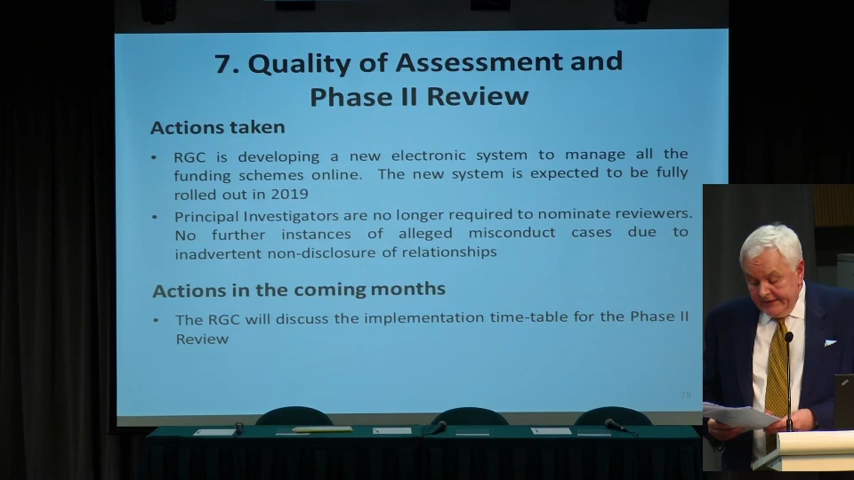 7. Quality of Assessment and
Phase II Review
Actions taken
• RGC is developing a new electronic system to manage all the
funding schemes online. The new system is expected to be fully
rolled out in 2019
• Principal Investigators are no longer required to nominate reviewers.
No further instances of alleged misconduct cases due to
inadvertent non-disclosure of relationships
Actions in the coming months
• The RGC will discuss the implementation time-table for the Phase II
Review
28